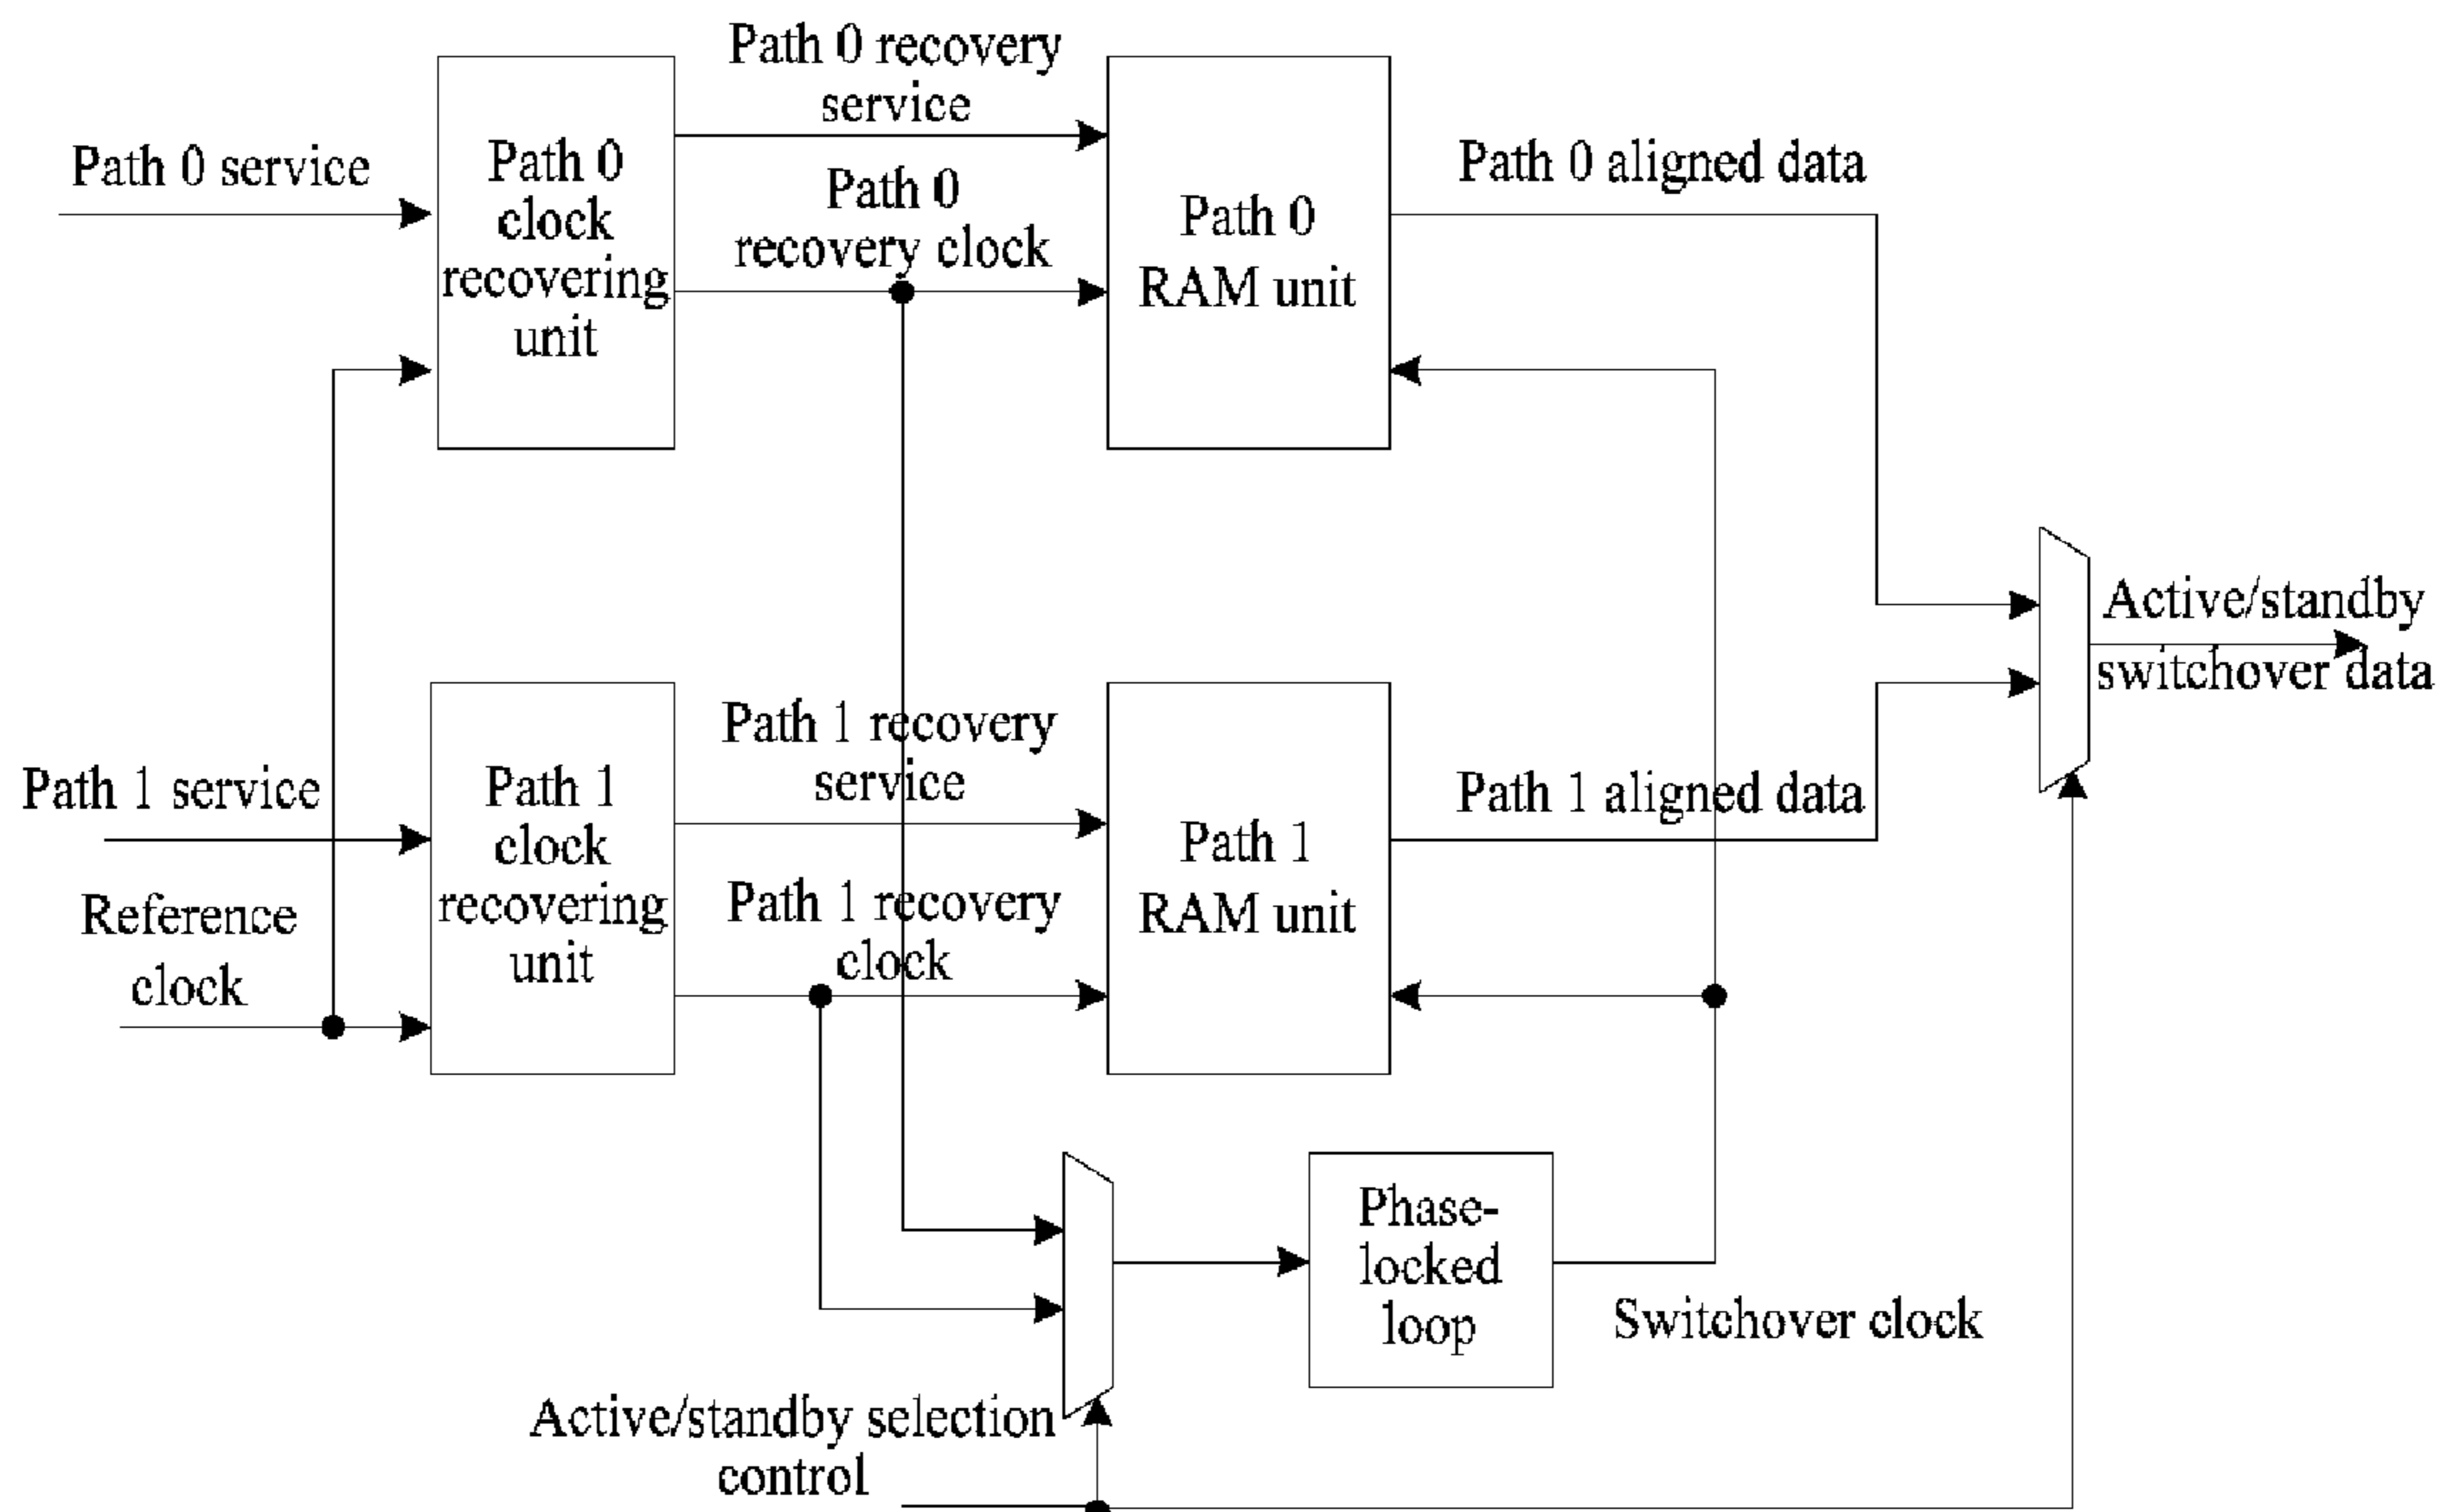 Path 0 recovery
service
Path 0 service
Path 0
clock
recovering
unit
Path 0
recovery clock
Path 0
RAM unit
Path 0 aligned data
Active/standby
switchover data
Path 1 service
Reference
clock
Path 1
clock
recovering
unit
Path 1 recovery
service
Path 1 recovery
clock
Path 1
RAM unit
Path 1 aligned data
Phase-
locked
loop
Switchover clock
Active/standby selection
control